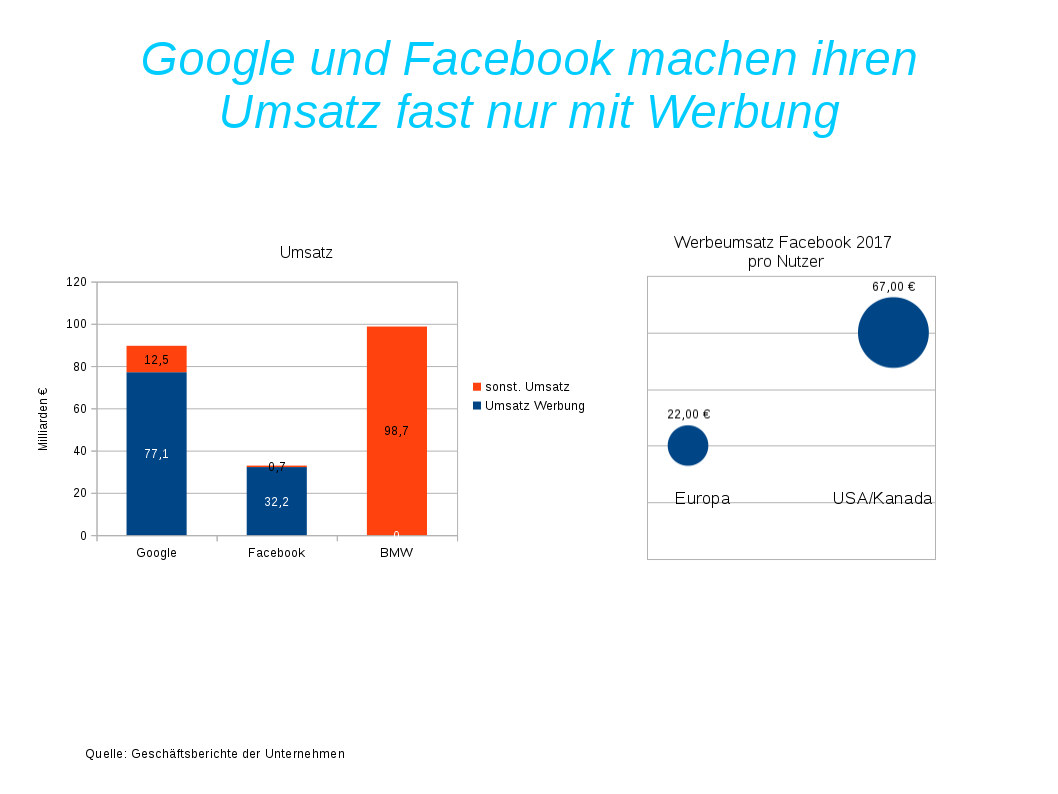 Google und Facebook machen ihren
Umsatz fast nur mit Werbung
Umsatz
120
100
80
60
40
20
0
Milliarden €
12,5
77,1
0,7
32,2
98,7
0
Google
Facebook
BMW
sonst. Umsatz
Umsatz Werbung
Werbeumsatz Facebook 2017
pro Nutzer
67,00 €
22,00 €
Europa
USA/Kanada
Quelle: Geschäftsberichte der Unternehmen